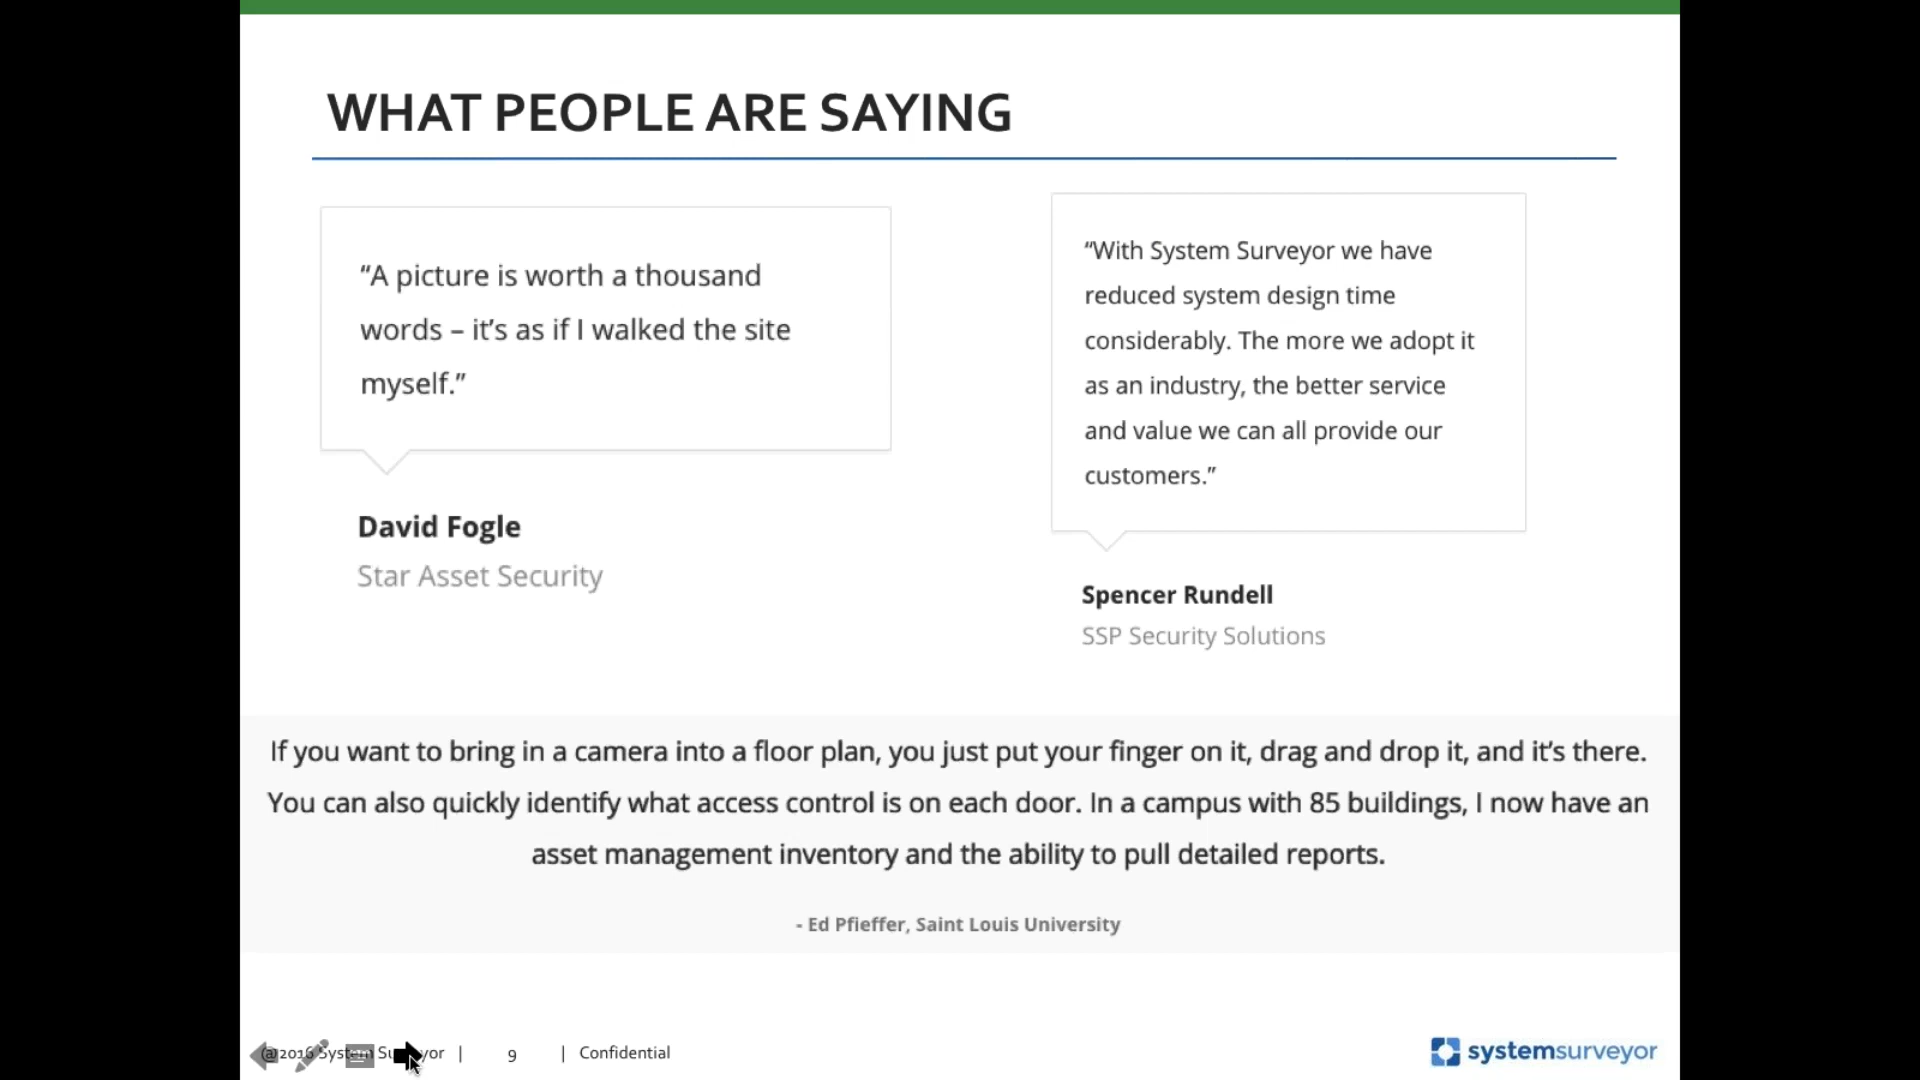 WHAT PEOPLE ARE SAYING
“A picture is worth a thousand
words – it’s as if I walked the site
myself.”
David Fogle
Star Asset Security
“With System Surveyor we have
reduced system design time
considerably. The more we adopt it
as an industry, the better service
and value we can all provide our
customers.”
Spencer Rundell
SSP Security Solutions
If you want to bring in a camera into a floor plan, you just put your finger on it, drag and drop it, and it’s there.
You can also quickly identify what access control is on each door. In a campus with 85 buildings, I now have an
asset management inventory and the ability to pull detailed reports.
- Ed Pfieffer, Saint Louis University
@2016 System Surveyor | 9 | Confidential
systemsurveyor